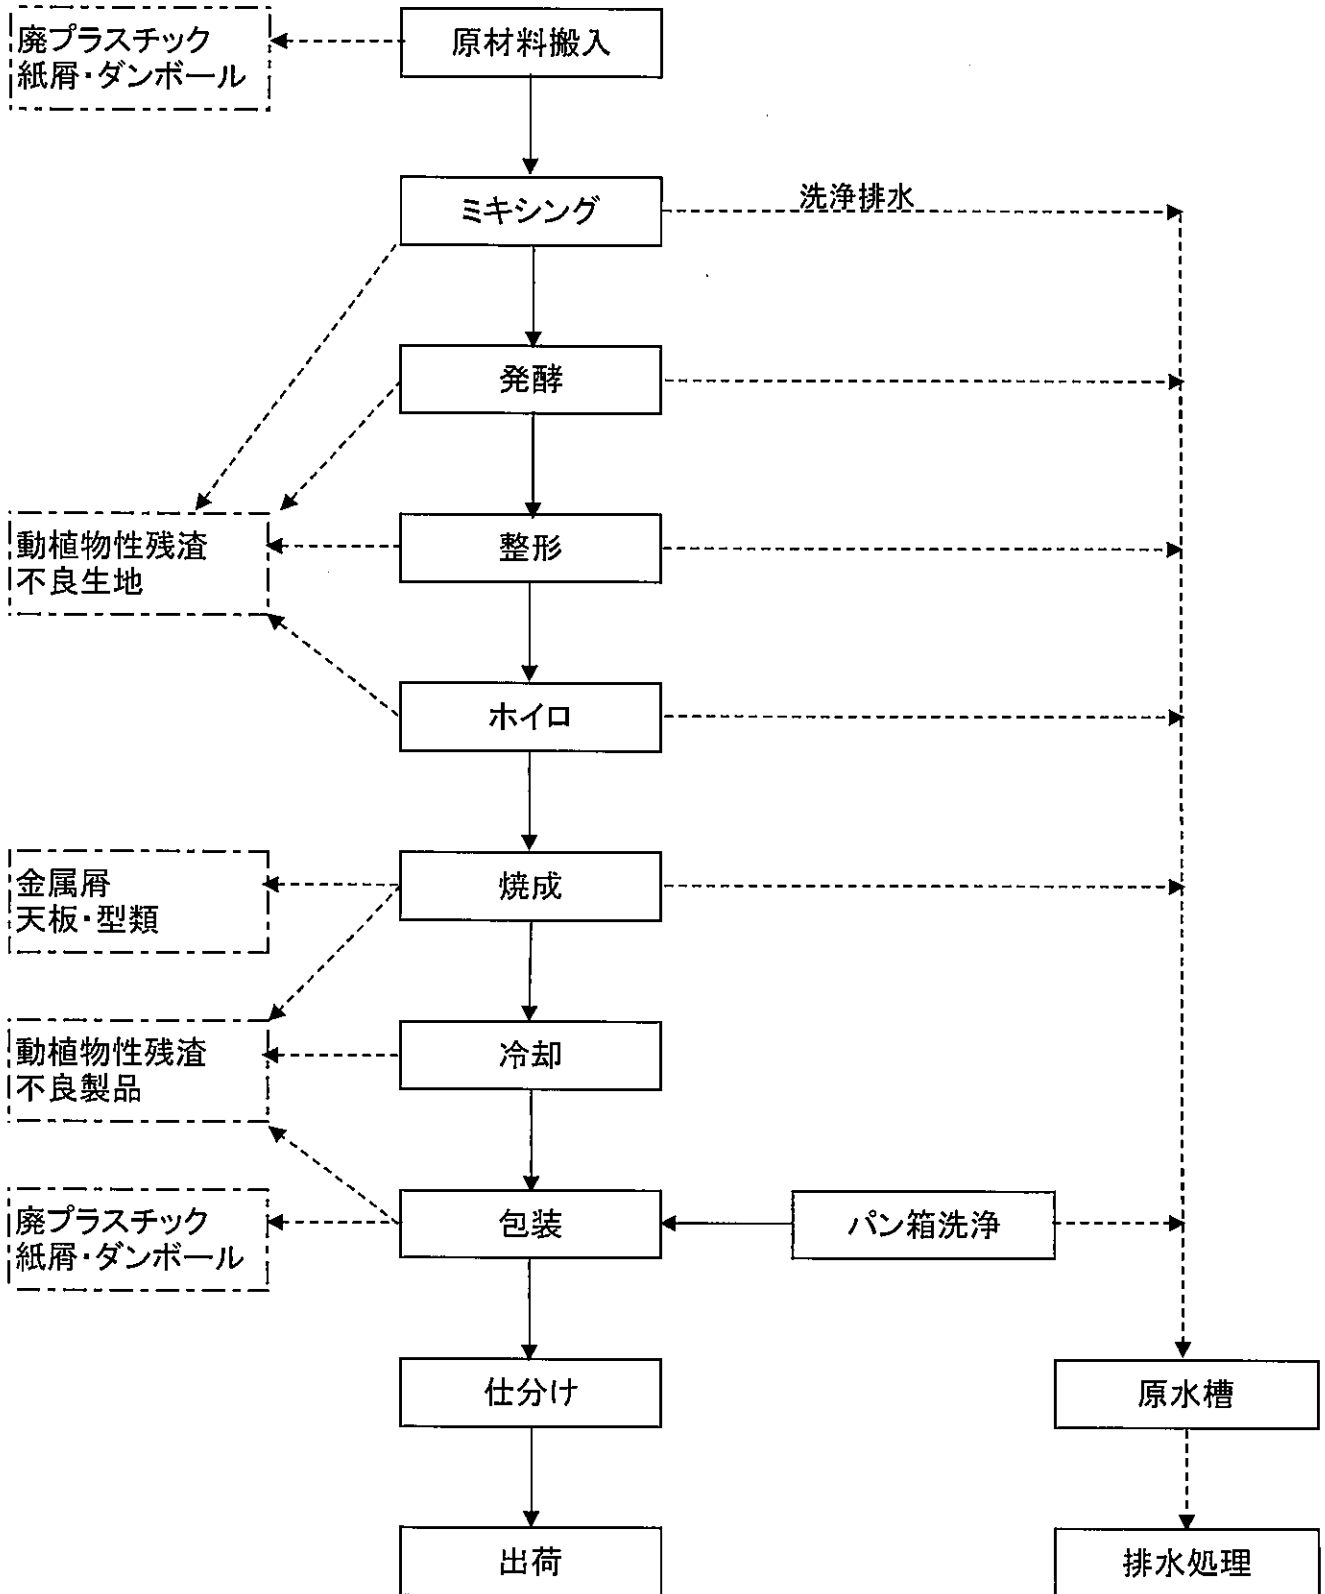 廃プラスチック
紙屑・ダンボール
原材料搬入
ミキシング
洗浄排水
発酵
動植物性残渣
不良生地
整形
ホイロ
金属屑
天板・型類
焼成
動植物性残渣
不良製品
冷却
廃プラスチック
紙屑・ダンボール
包装
パン箱洗浄
仕分け
原水槽
出荷
排水処理